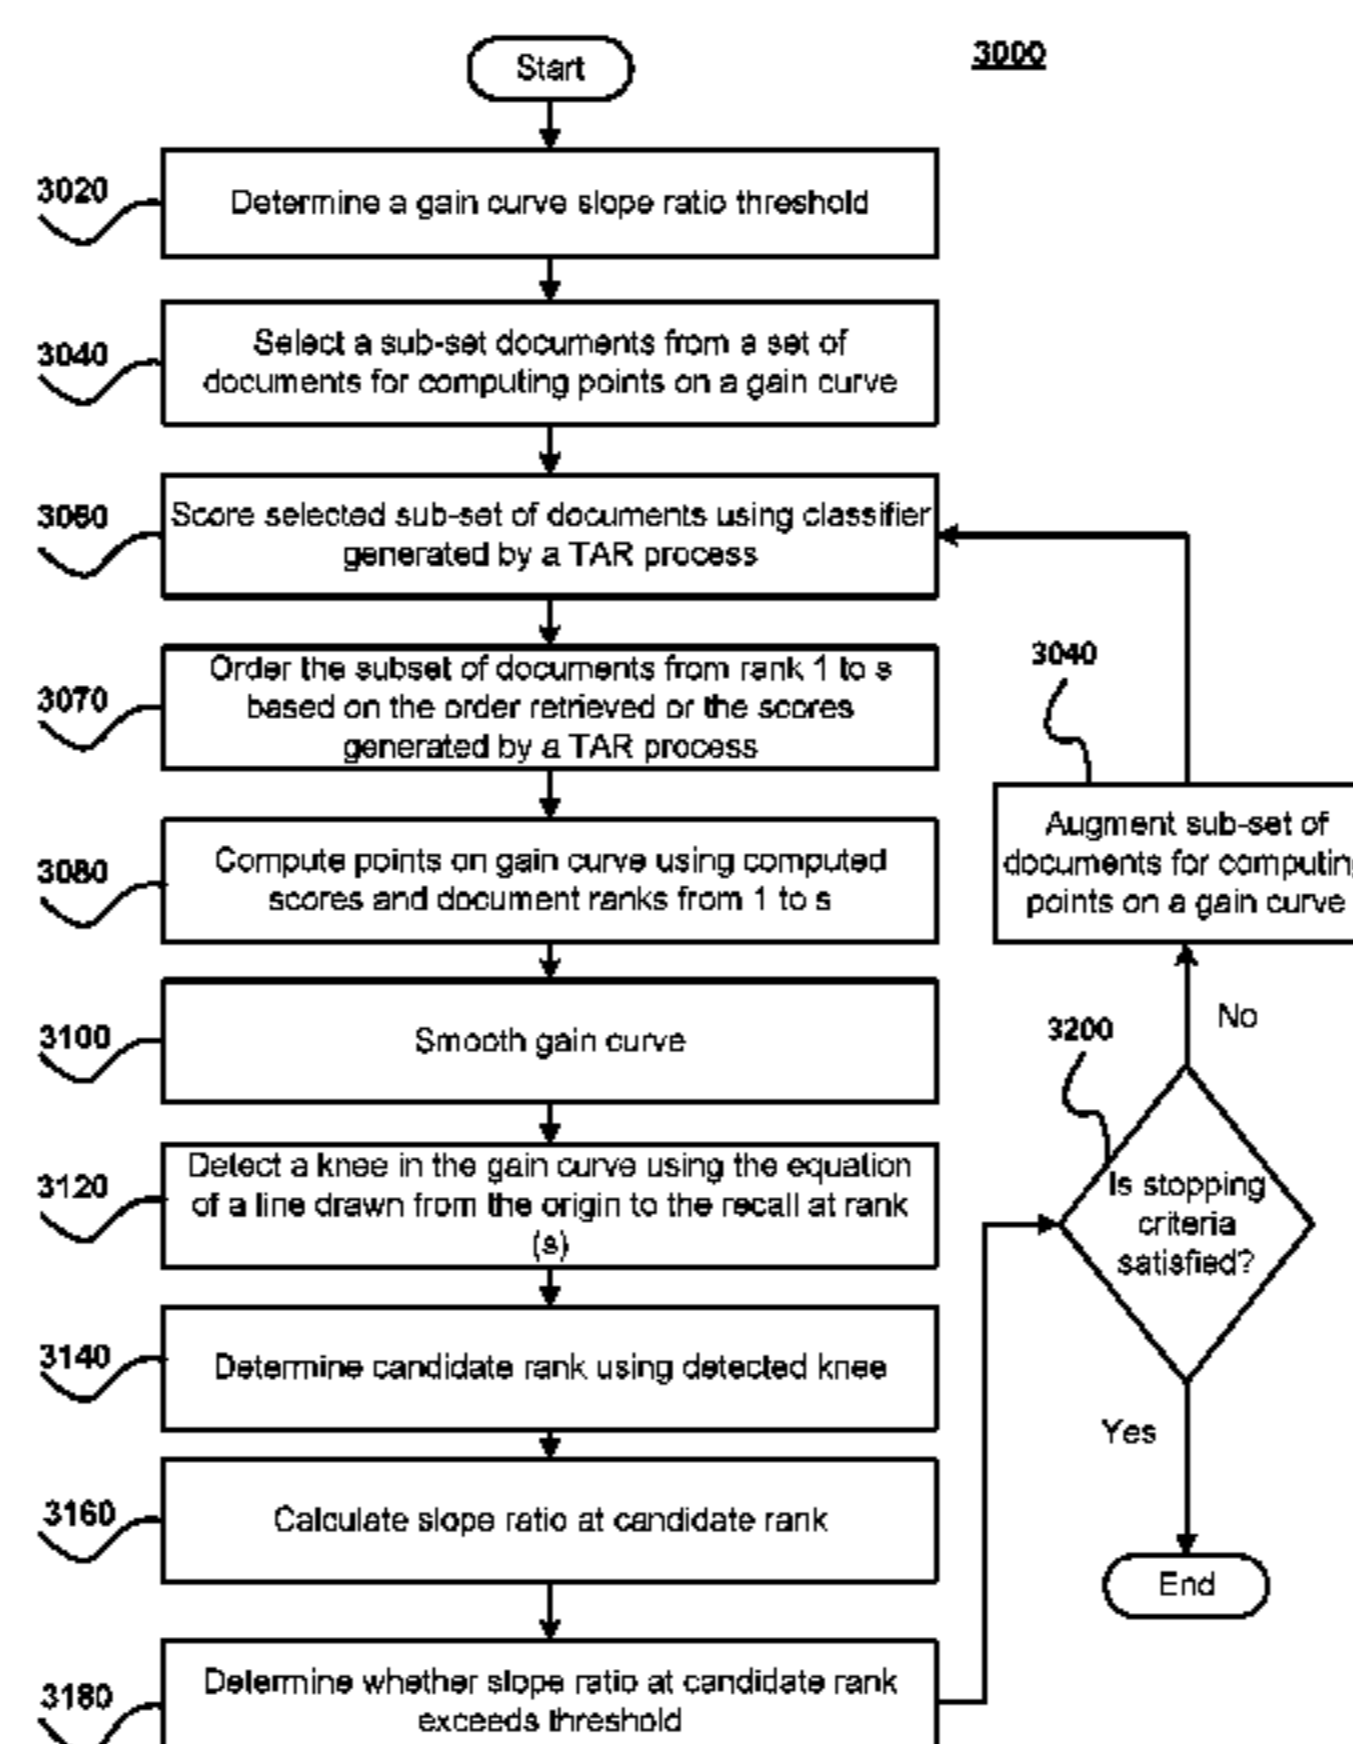 3000
Start
3020
Determine a gain curve slope ratio threshold
3040
Select a sub-set documents from a set of
documents for computing points on a gain curve
3060
Score selected sub-set of documents using classifier
generated by a TAR process
3070
Order the subset of documents from rank 1 to s
based on the order retrieved or the scores
generated by a TAR process
3080
Compute points on gain curve using computed
scores and document ranks from 1 to s
3100
Smooth gain curve
3120
Detect a knee in the gain curve using the equation
of a line drawn from the origin to the recall at rank
(s)
3140
Determine candidate rank using detected knee
3160
Calculate slope ratio at candidate rank
3180
Determine whether slope ratio at candidate rank
exceeds threshold
3200
Is stopping
criteria
satisfied?
No
3040
Augment sub-set of
documents for computing
points on a gain curve
Yes
End